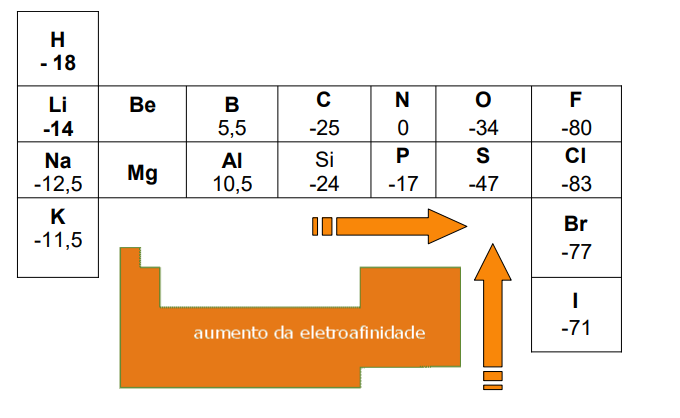 H
- 18
Li Be B C N O F
-14 5,5 -25 0 -34 -80
Na Mg Al Si P S Cl
-12,5 10,5 -24 -17 -47 -83
K Br
-11,5 -77
I
-71
aumento da eletroafinidade